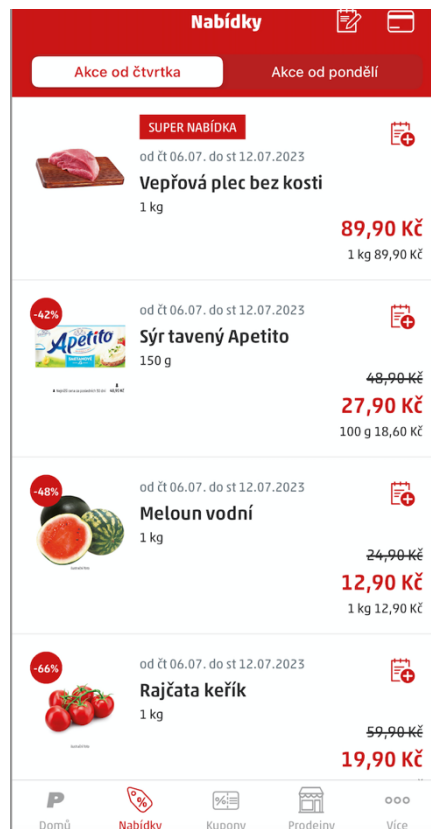 Nabídky
Akce od čtvrtka
Akce od pondělí
SUPER NABÍDKA
od čt 06.07. do st 12.07.2023
Vepřová plec bez kosti
1 kg
89,90 Kč
1 kg 89,90 Kč
-42%
Apetito
od čt 06.07. do st 12.07.2023
Sýr tavený Apetito
150 g
48,90 Kč
27,90 Kč
100 g 18,60 Kč
-48%
od čt 06.07. do st 12.07.2023
Meloun vodní
1 kg
24,90 Kč
12,90 Kč
1 kg 12,90 Kč
-66%
od čt 06.07. do st 12.07.2023
Rajčata keřík
1 kg
59,90 Kč
19,90 Kč
P
Domů
Nabídky
Kupony
Prodejny
Více